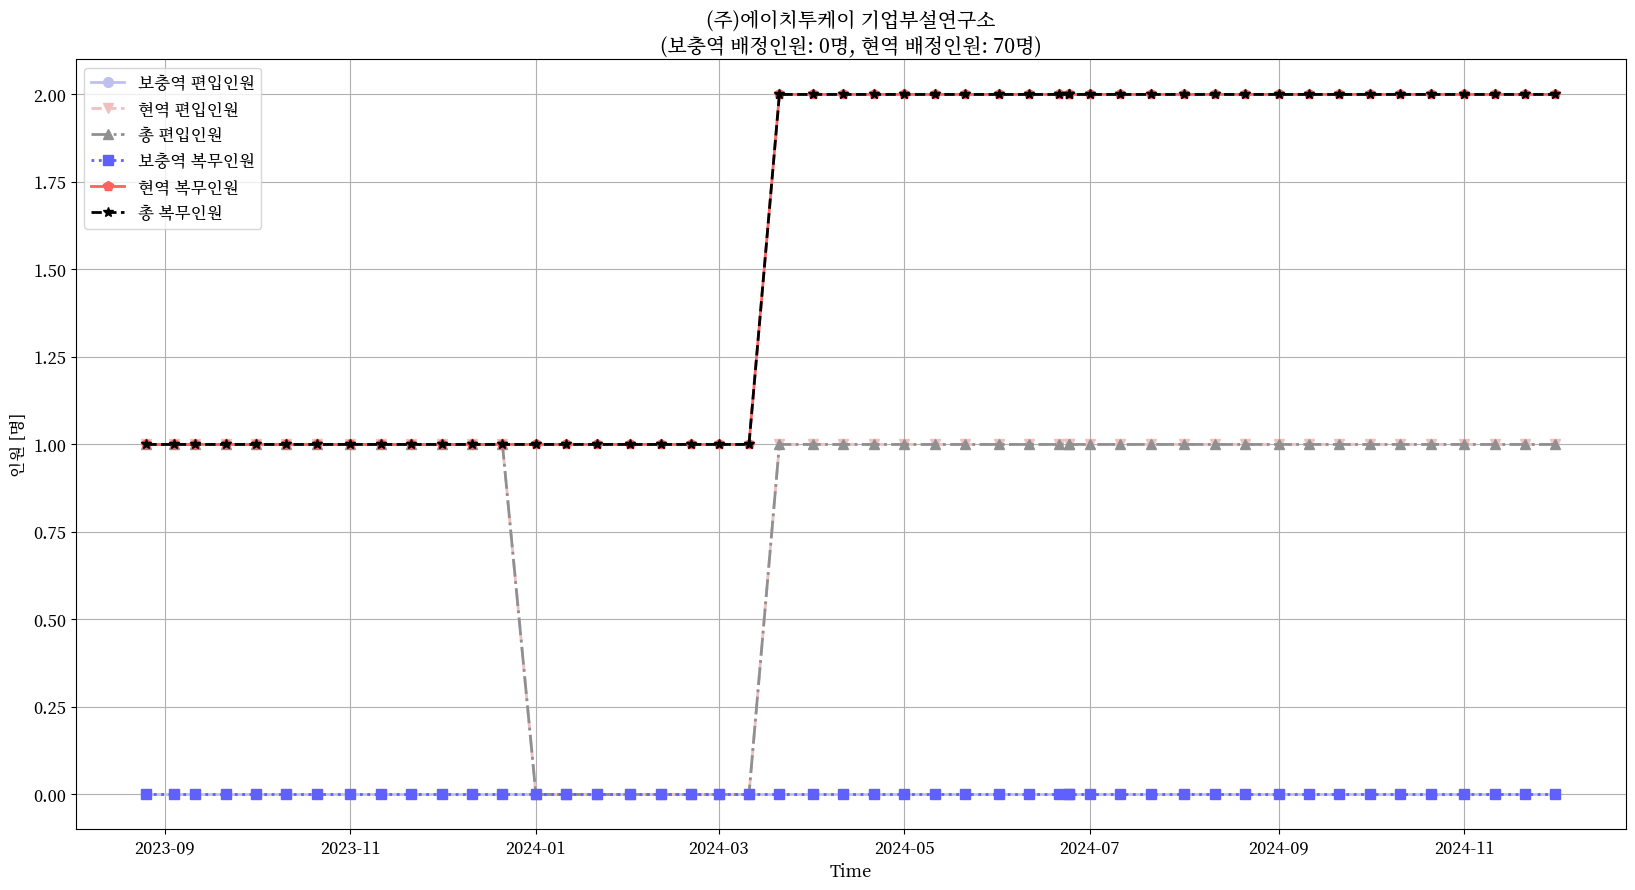 (주)에이치투케이 기업부설연구소
(보충역 배정인원: 0명, 현역 배정인원: 70명)
보충역 편입인원
현역 편입인원
총 편입인원
보충역 복무인원
현역 복무인원
총 복무인원
2.00
1.75
1.50
1.25
1.00
0.75
0.50
0.25
0.00
인원 [명]
2023-09
2023-11
2024-01
2024-03
2024-05
2024-07
2024-09
2024-11
Time